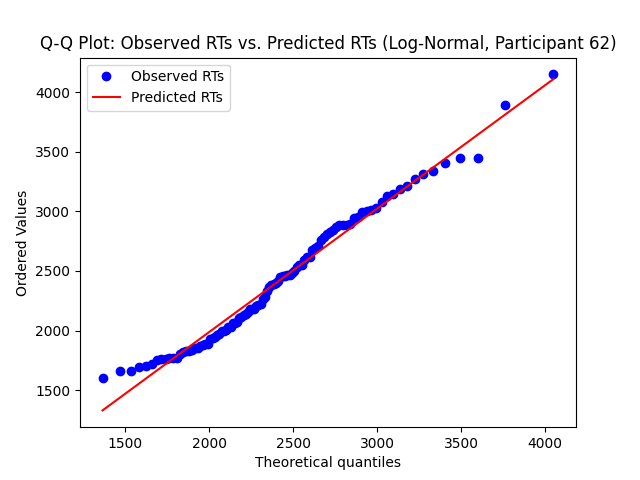 Q-Q Plot: Observed RTs vs. Predicted RTs (Log-Normal, Participant 62)
Observed RTs
Predicted RTs
Ordered Values
4000
3500
3000
2500
2000
1500
1500 2000 2500 3000 3500 4000
Theoretical quantiles